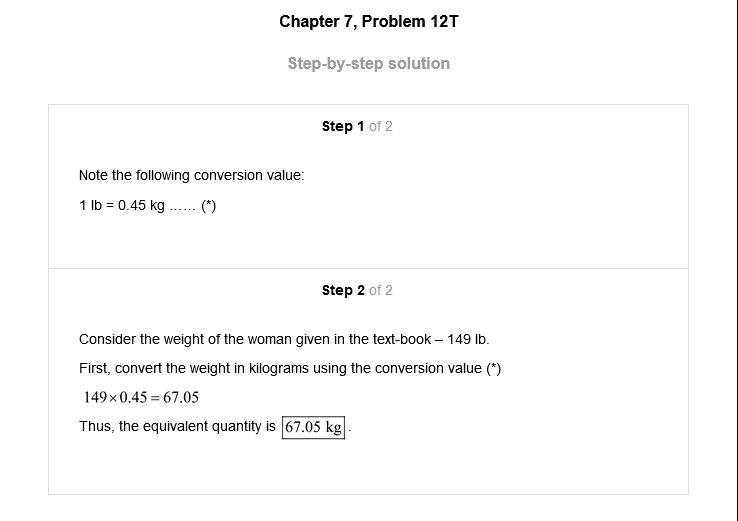 Chapter 7, Problem 12T
Step-by-step solution
Step 1 of 2
Note the following conversion value:
1 lb = 0.45 kg …… (*)
Step 2 of 2
Consider the weight of the woman given in the text-book – 149 lb.
First, convert the weight in kilograms using the conversion value (*)
149×0.45 = 67.05
Thus, the equivalent quantity is 67.05 kg .